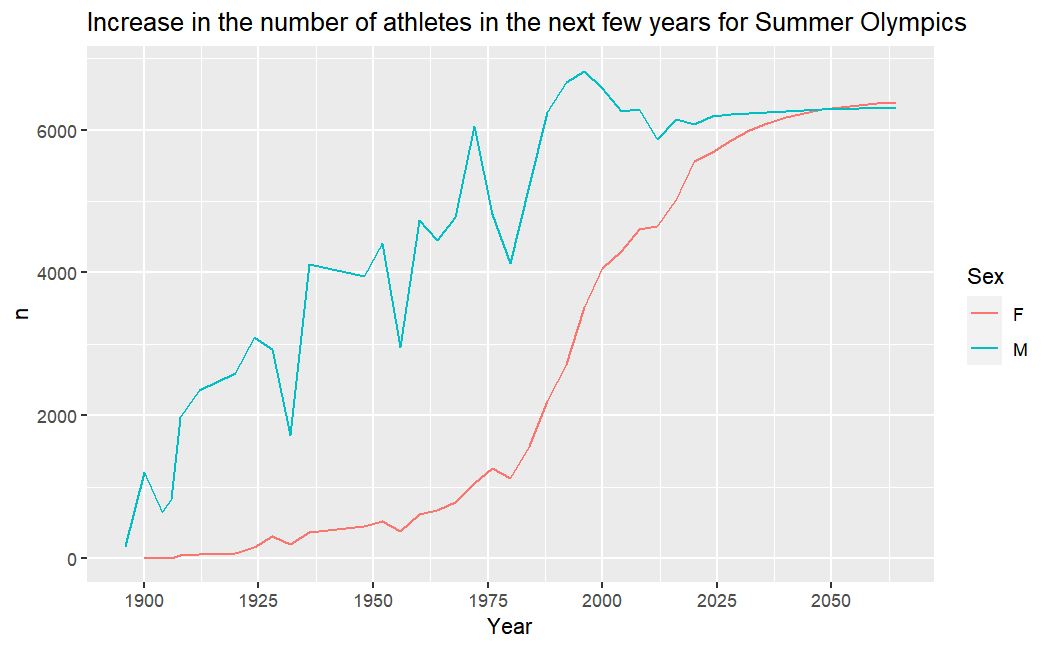 Increase in the number of athletes in the next few years for Summer Olympics
6000
4000
2000
0
n
1900 1925 1950 1975 2000 2025 2050
Year
Sex
F
M